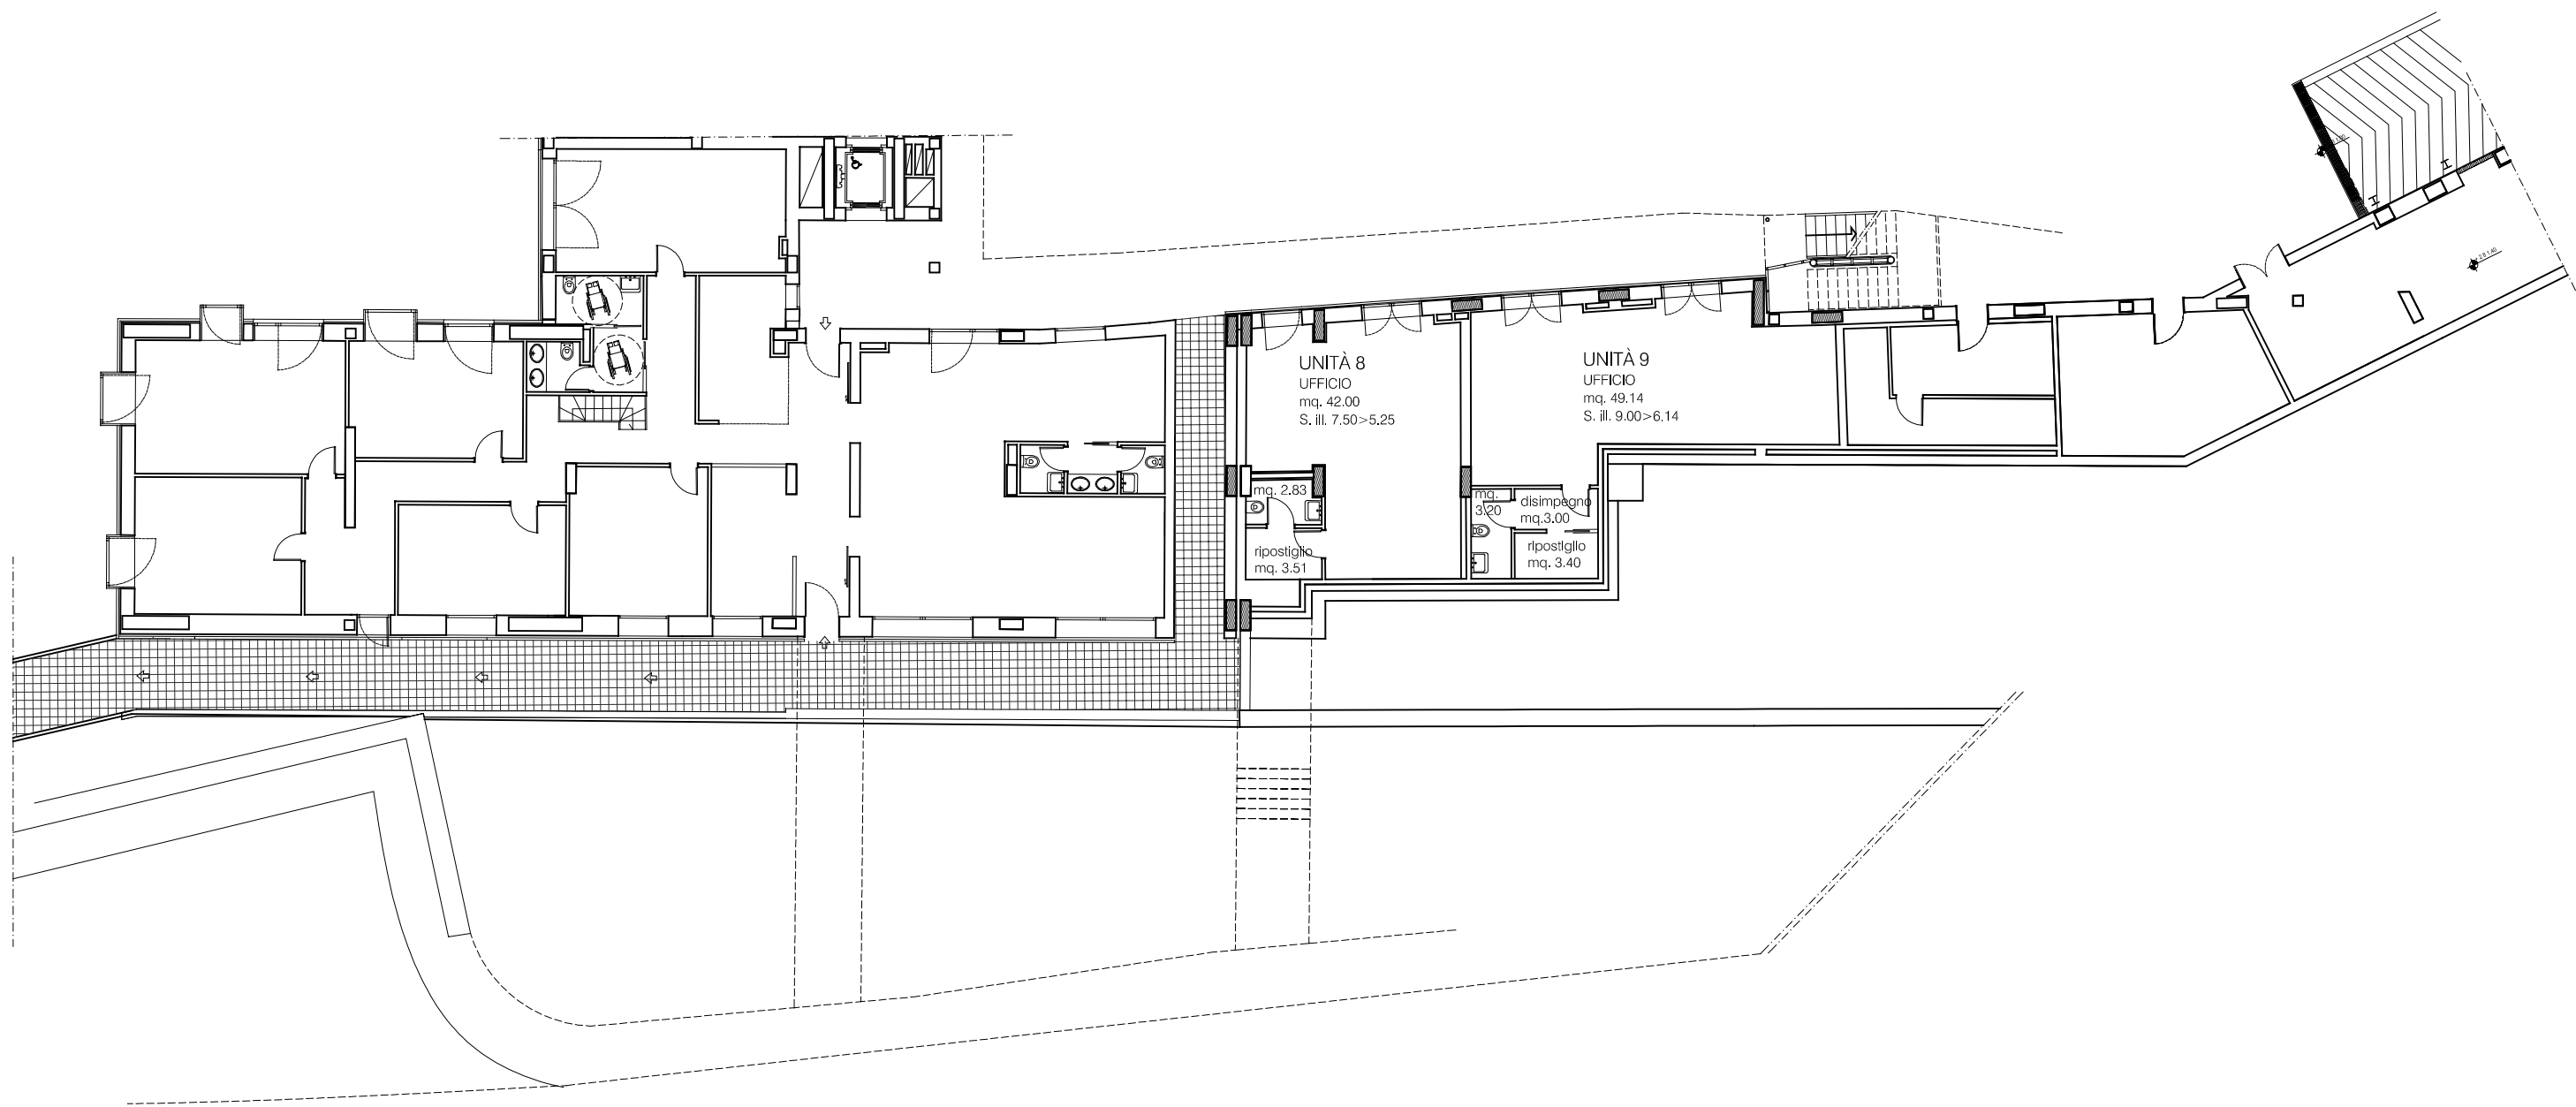 UNITÀ 8
UFFICIO
mq. 42.00
S. ill. 7.50>5.25
UNITÀ 9
UFFICIO
mq. 49.14
S. ill. 9.00>6.14
mq. 2.83
ripostiglio
mq. 3.51
mq.
3.20
disimpegno
mq.3.00
ripostiglio
mq. 3.40